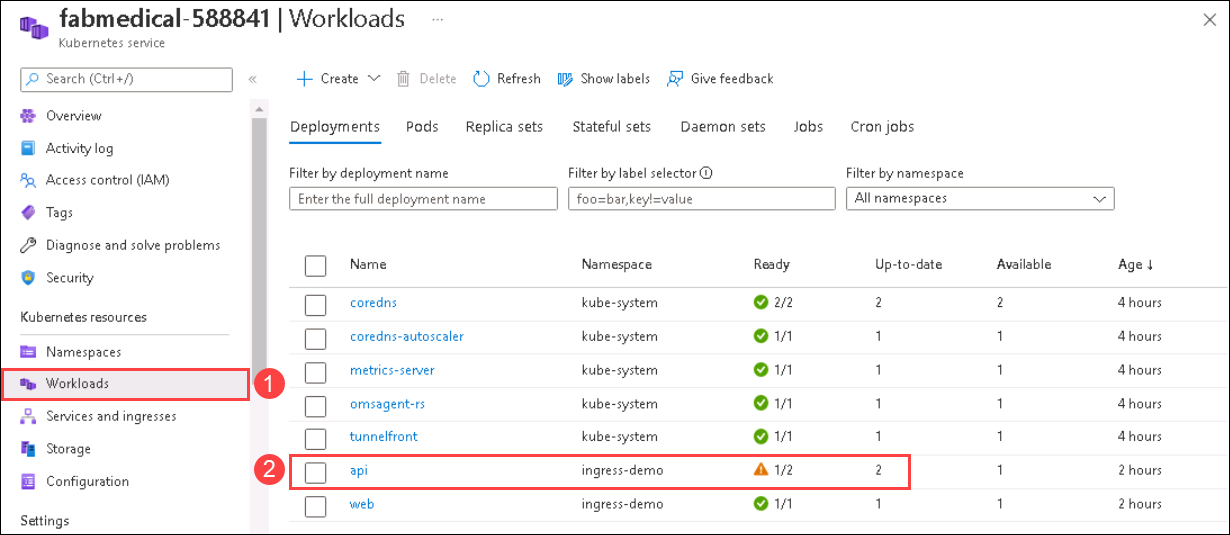 fabmedical-588841 | Workloads ...
Kubernetes service
Search (Ctrl+/) «
Overview
Activity log
Access control (IAM)
Tags
Diagnose and solve problems
Security
Kubernetes resources
Namespaces
Workloads 1
Services and ingresses
Storage
Configuration
Settings
Create Delete Refresh Show labels Give feedback
Deployments Pods Replica sets Stateful sets Daemon sets Jobs Cron jobs
Filter by deployment name Filter by label selector Filter by namespace
Enter the full deployment name foo=bar,key!=value All namespaces
Name Namespace Ready Up-to-date Available Age ↓
coredns kube-system 2/2 2 2 4 hours
coredns-autoscaler kube-system 1/1 1 1 4 hours
metrics-server kube-system 1/1 1 1 4 hours
omsagent-rs kube-system 1/1 1 1 4 hours
tunnelfront kube-system 1/1 1 1 4 hours
2 api ingress-demo 1/2 2 1 2 hours
web ingress-demo 1/1 1 1 2 hours